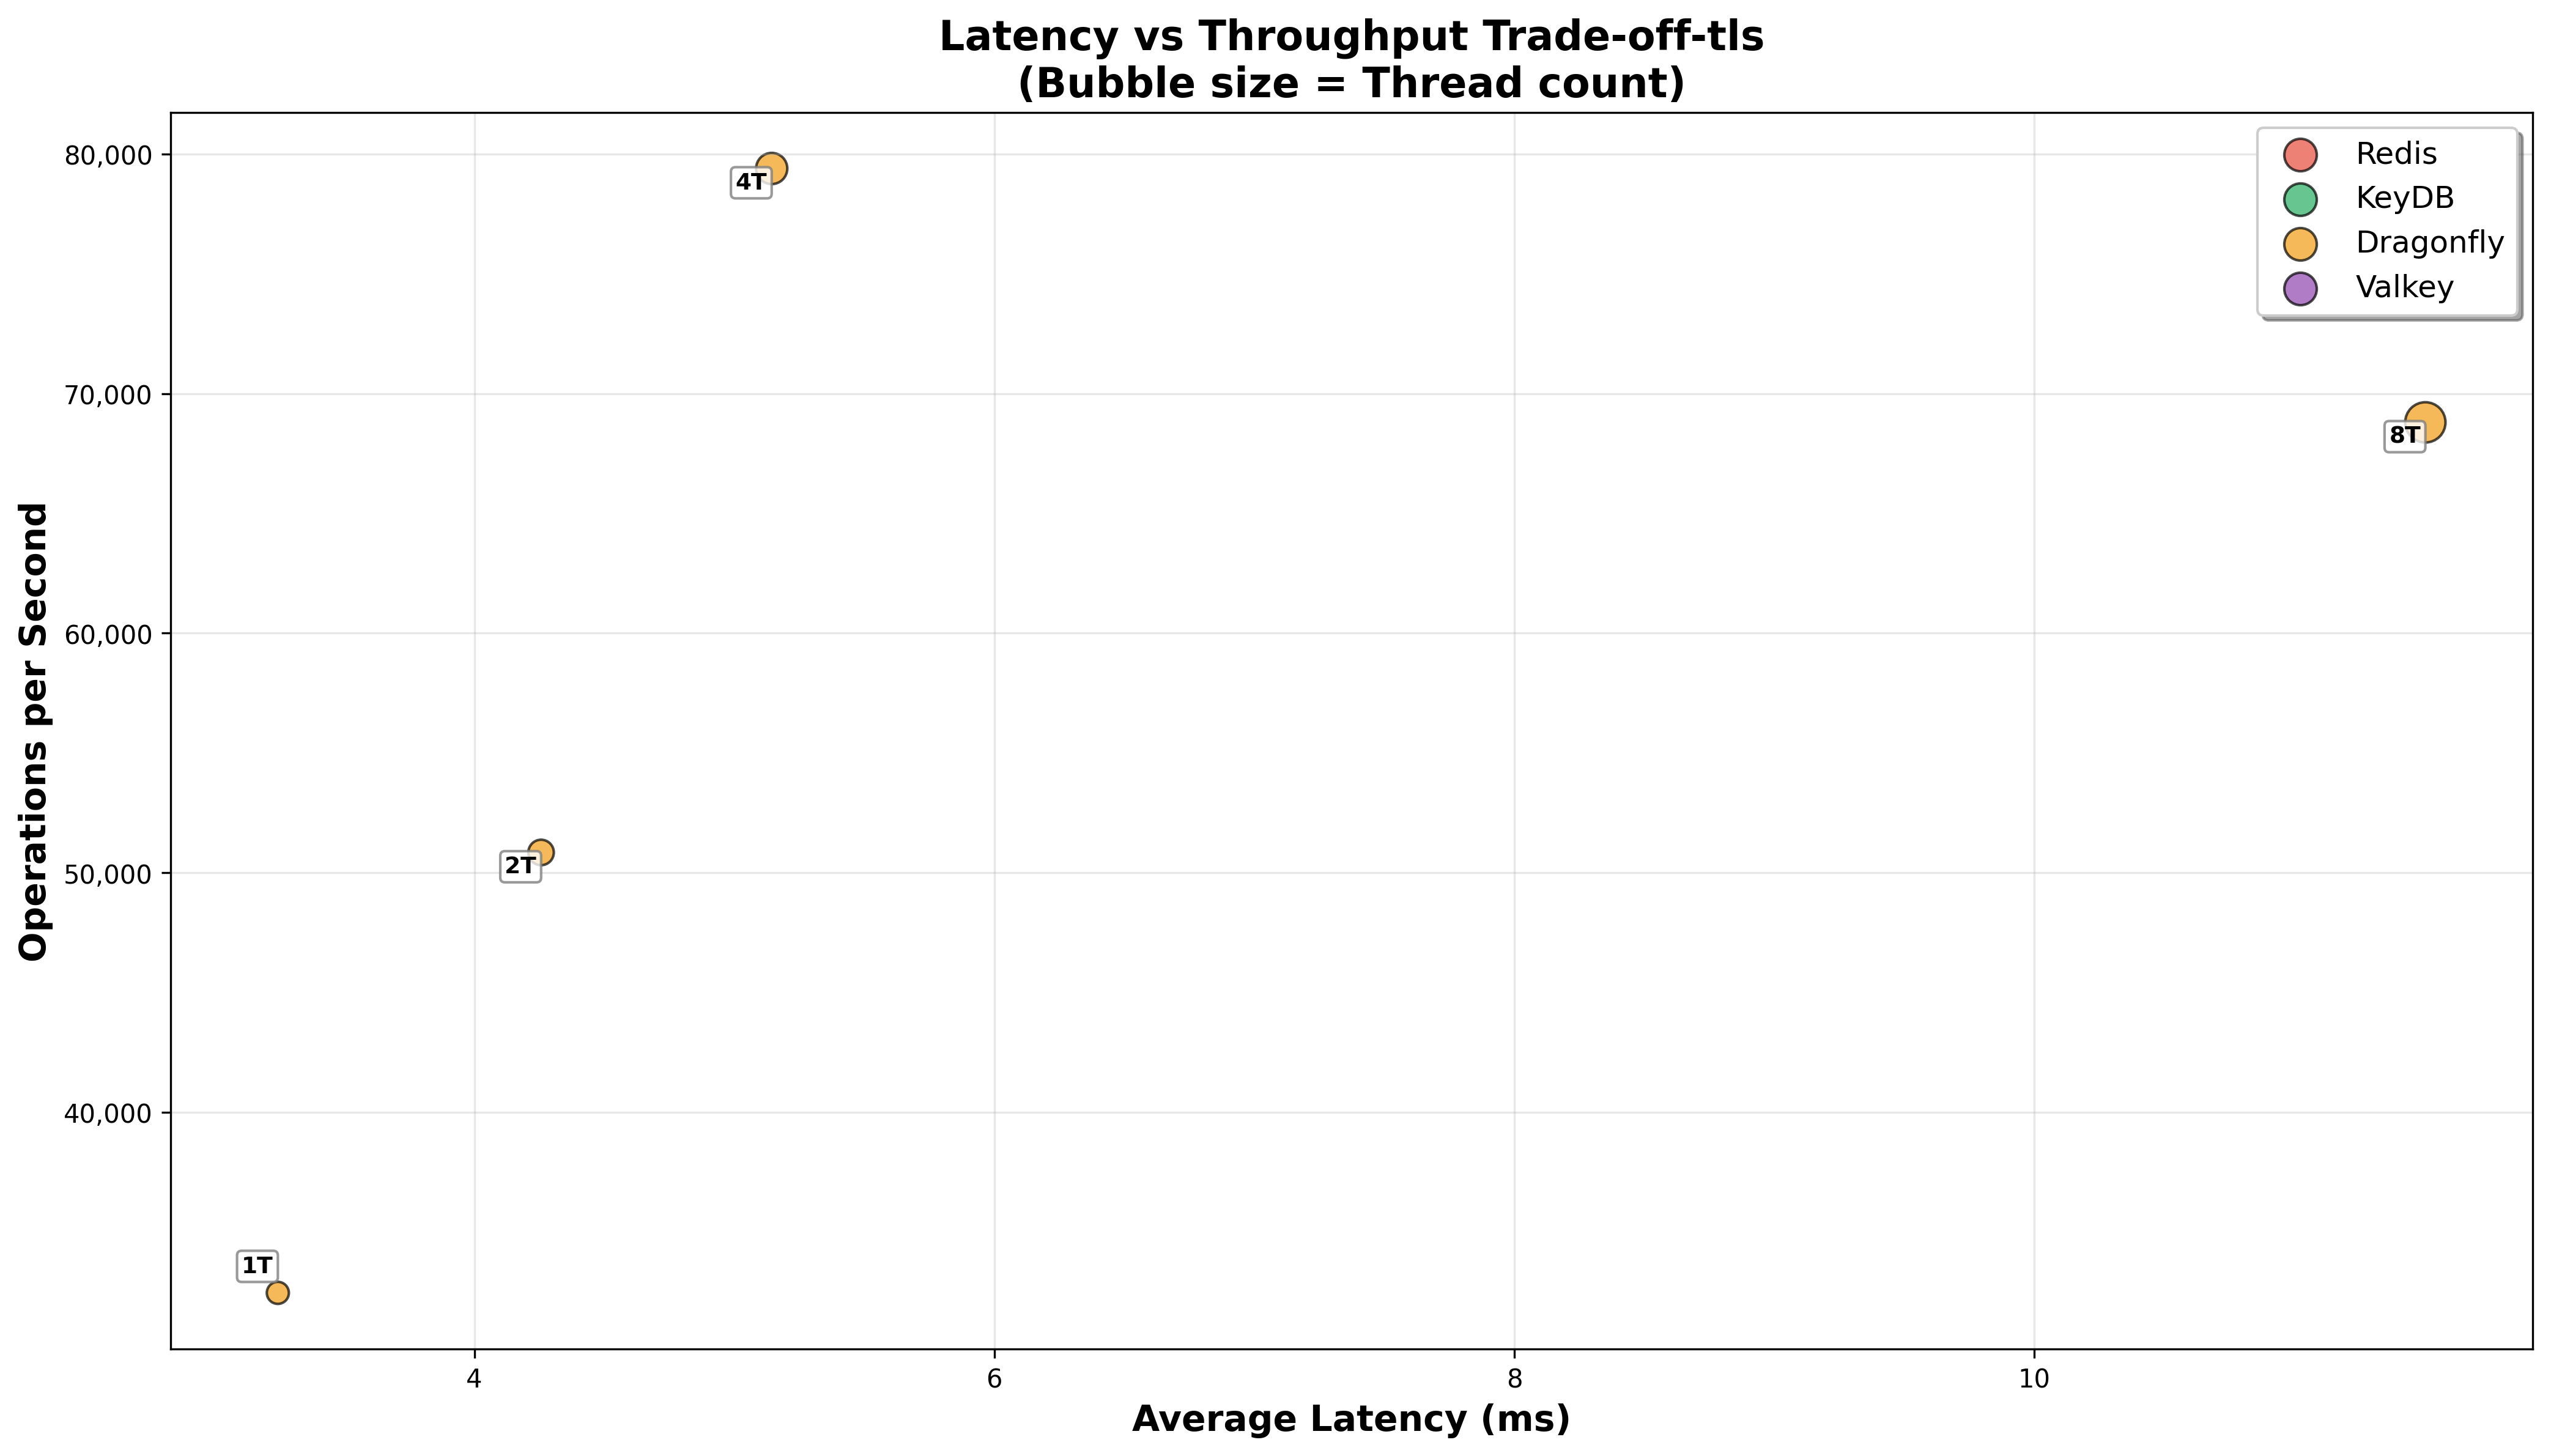 Latency vs Throughput Trade-off-tls
(Bubble size = Thread count)
Operations per Second
80,000
70,000
60,000
50,000
40,000
4T
8T
2T
1T
Redis
KeyDB
Dragonfly
Valkey
4
6
8
10
Average Latency (ms)